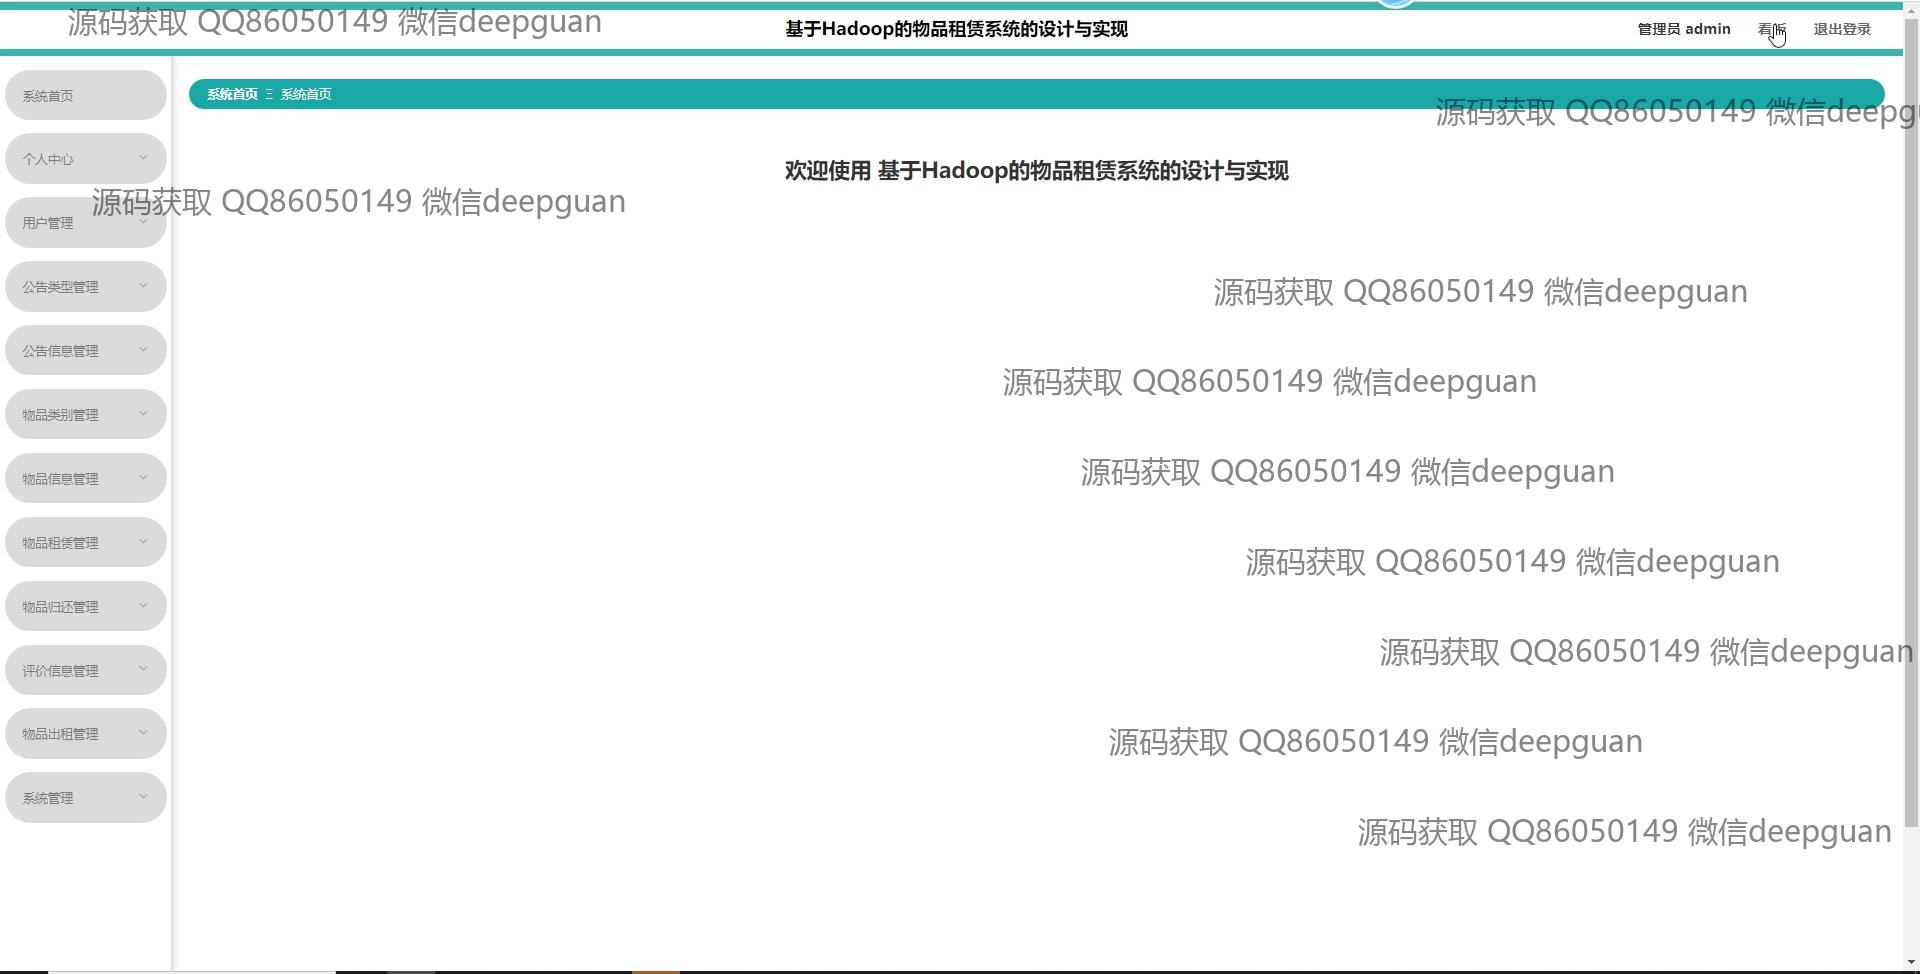 源码获取 QQ86050149 微信deepguan
基于Hadoop的物品租赁系统的设计与实现
管理员 admin
看板
退出登录
系统首页
系统首页 Ξ 系统首页
源码获取 QQ86050149 微信deepgu
个人中心
欢迎使用 基于Hadoop的物品租赁系统的设计与实现
源码获取 QQ86050149 微信deepguan
用户管理
公告类型管理
源码获取 QQ86050149 微信deepguan
公告信息管理
源码获取 QQ86050149 微信deepguan
物品类别管理
物品信息管理
源码获取 QQ86050149 微信deepguan
物品租赁管理
源码获取 QQ86050149 微信deepguan
物品归还管理
源码获取 QQ86050149 微信deepguan
评价信息管理
物品出租管理
源码获取 QQ86050149 微信deepguan
系统管理
源码获取 QQ86050149 微信deepguan